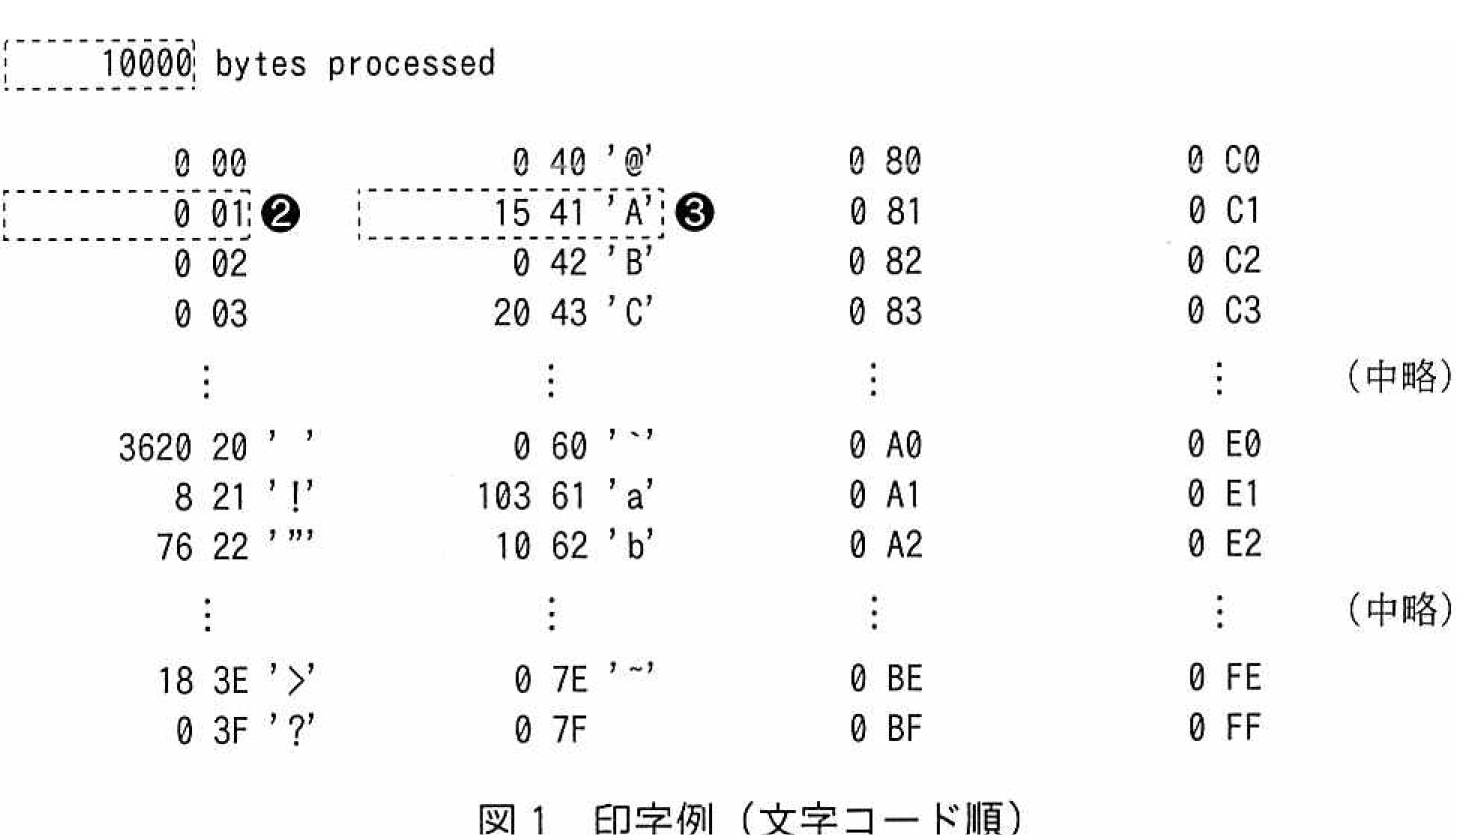 10000 bytes processed
0 00 0 40 '@' 0 80 0 C0
0 01 ❷ 15 41 'A' ❸ 0 81 0 C1
0 02 0 42 'B' 0 82 0 C2
0 03 20 43 'C' 0 83 0 C3
⋮ ⋮ ⋮ ⋮ （中略）
3620 20 ' ' 0 60 '`' 0 A0 0 E0
8 21 '!' 103 61 'a' 0 A1 0 E1
76 22 '"' 10 62 'b' 0 A2 0 E2
⋮ ⋮ ⋮ ⋮ （中略）
18 3E '>' 0 7E '~' 0 BE 0 FE
0 3F '?' 0 7F 0 BF 0 FF
図1 印字例（文字コード順）